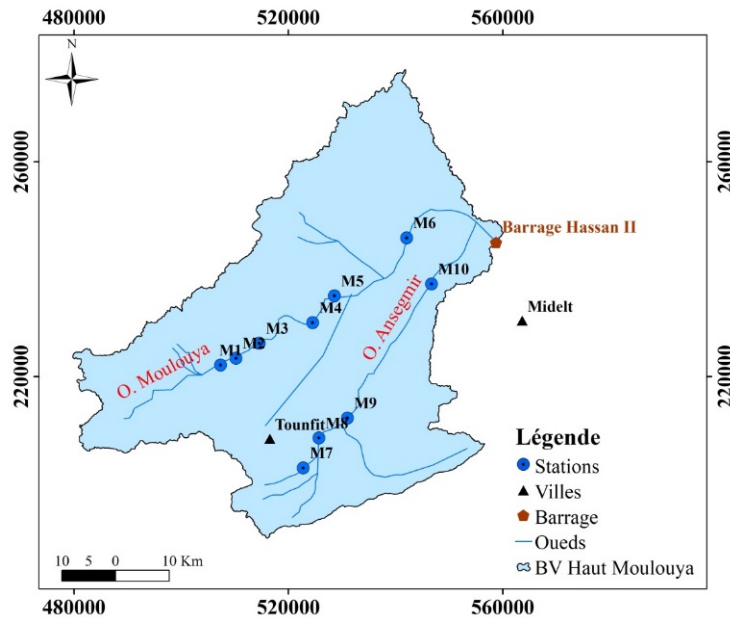 480000 520000 560000
N
260000 260000
M6
Barrage Hassan II
M10
M5
O. Ansegmir
Midelt
M4
M3
M1
O. Moulouya
220000 220000
M9
Tounfit M8
M7
Légende
Stations
Villes
Barrage
Oueds
BV Haut Moulouya
10 5 0 10 Km
480000 520000 560000